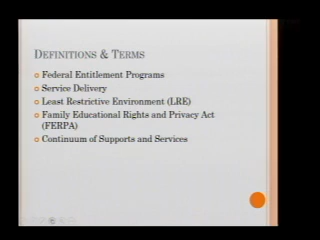 DEFINITIONS & TERMS
Federal Entitlement Programs
Service Delivery
Least Restrictive Environment (LRE)
Family Educational Rights and Privacy Act
(FERPA)
Continuum of Supports and Services